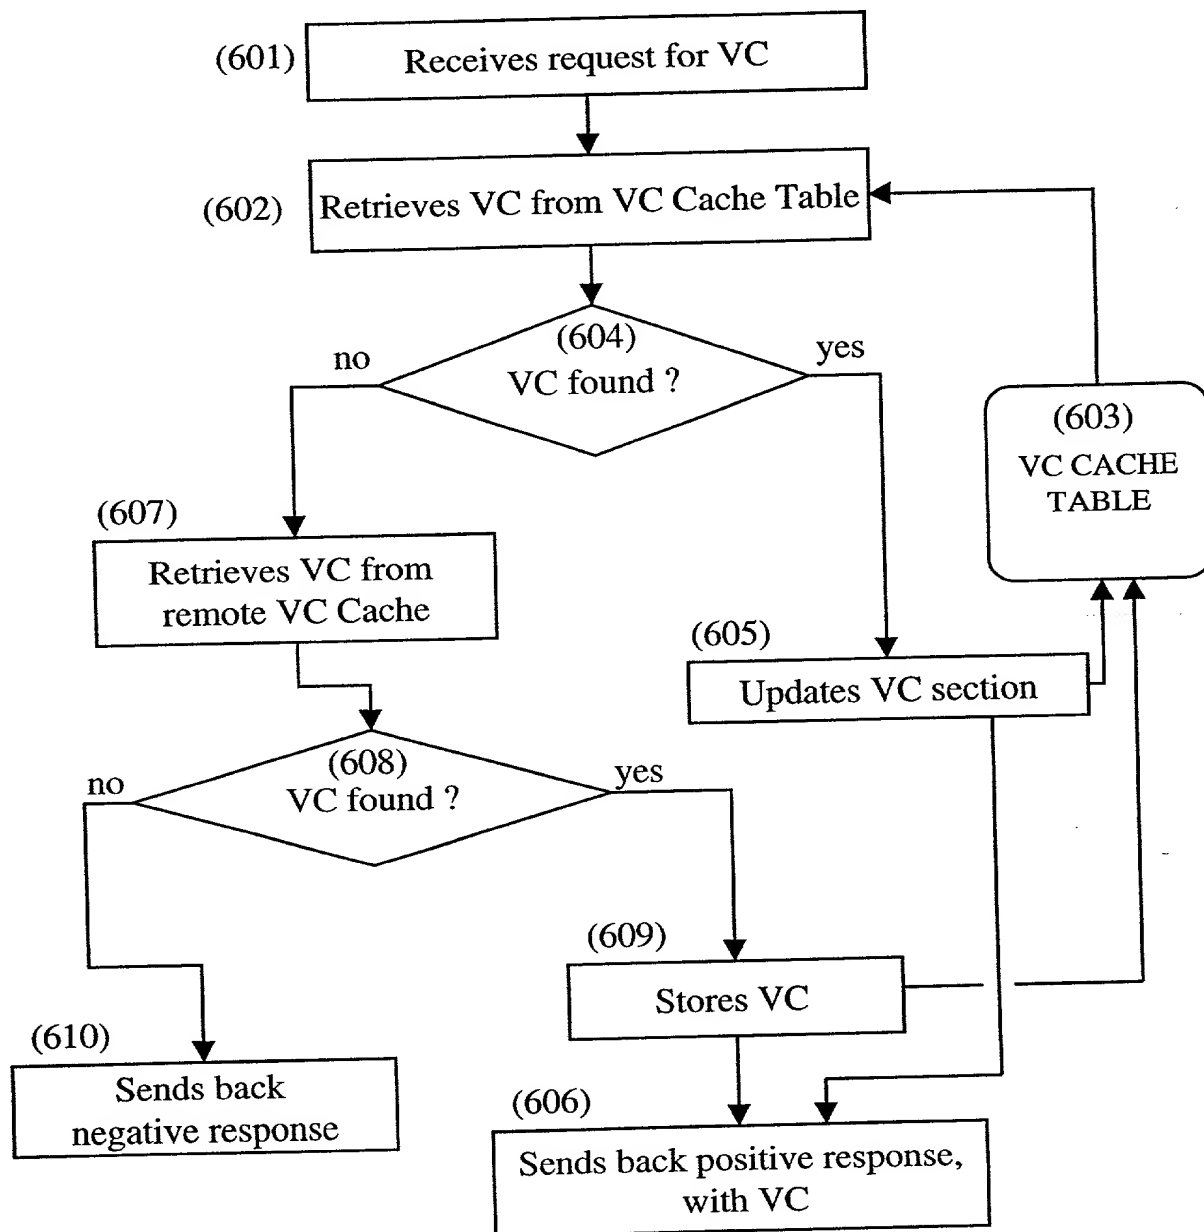 (601)
Receives request for VC
(602)
Retrieves VC from VC Cache Table
(604)
no
yes
VC found ?
(603)
VC CACHE
TABLE
(607)
Retrieves VC from
remote VC Cache
(605)
Updates VC section
(608)
no
yes
VC found ?
(609)
Stores VC
(610)
Sends back
negative response
(606)
Sends back positive response,
with VC